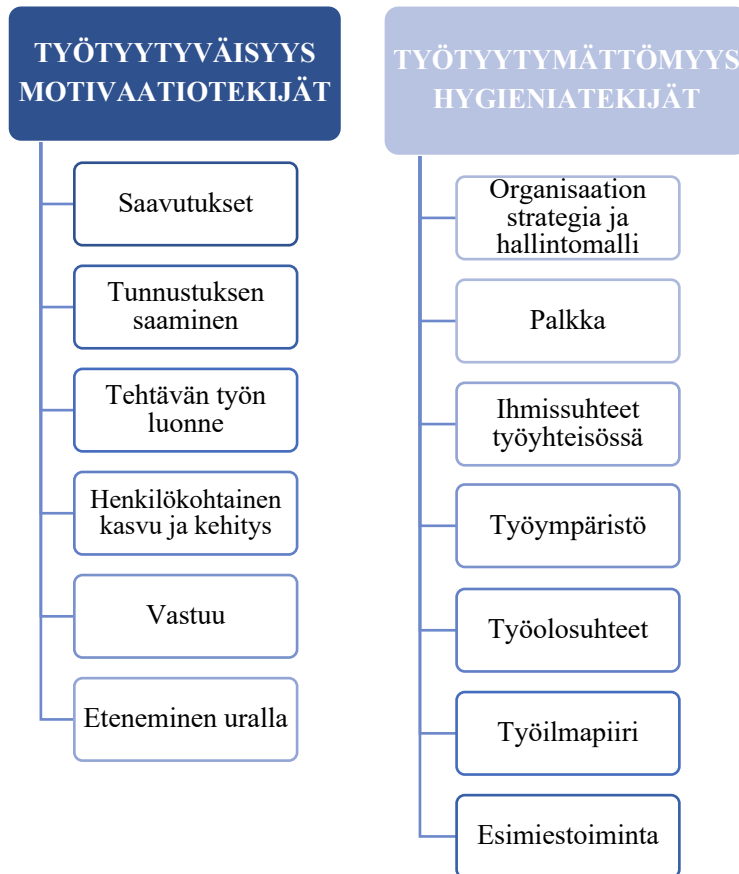 TYÖTYYTYVÄISYYS
MOTIVAATIOTEKIJÄT
Saavutukset
Tunnustuksen
saaminen
Tehtävän työn
luonne
Henkilökohtainen
kasvu ja kehitys
Vastuu
Eteneminen uralla
TYÖTYYTYMÄTTÖMYYS
HYGIENIATEKIJÄT
Organisaation
strategia ja
hallintomalli
Palkka
Ihmissuhteet
työyhteisössä
Työympäristö
Työolosuhteet
Työilmapiiri
Esimiestoiminta